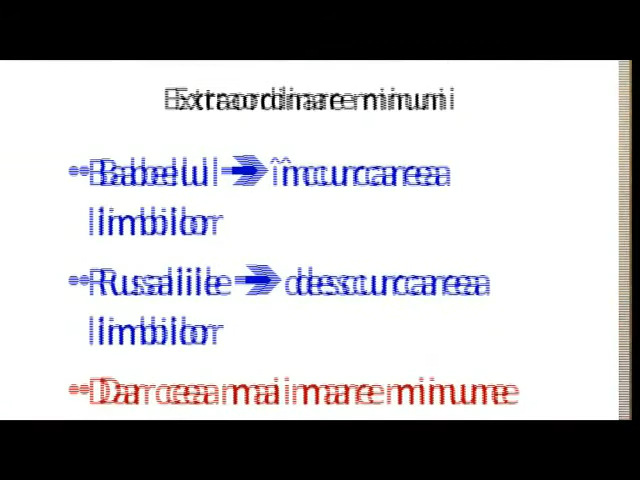 Extraordinare minuni
• Babelul → încurcarea
limbilor
• Rusaliile → descurcarea
limbilor
• Dar cea mai mare minune